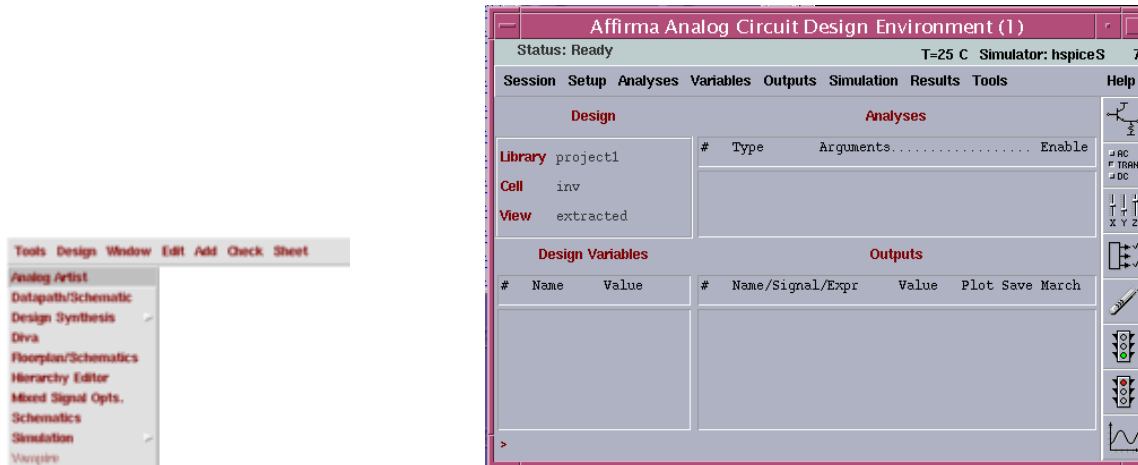 Tools Design Window Edit Add Check Sheet
Analog Artist
Datapath/Schematic
Design Synthesis
Diva
Floorplan/Schematics
Hierarchy Editor
Mixed Signal Opts.
Schematics
Simulation
Vampire
Affirma Analog Circuit Design Environment (1)
Status: Ready T=25 C Simulator: hspiceS 7
Session Setup Analyses Variables Outputs Simulation Results Tools Help
Design
Library project1
Cell inv
View extracted
Analyses
# Type Arguments.................. Enable
Design Variables
# Name Value
Outputs
# Name/Signal/Expr Value Plot Save March
>
AC
TRAN
DC
X Y Z